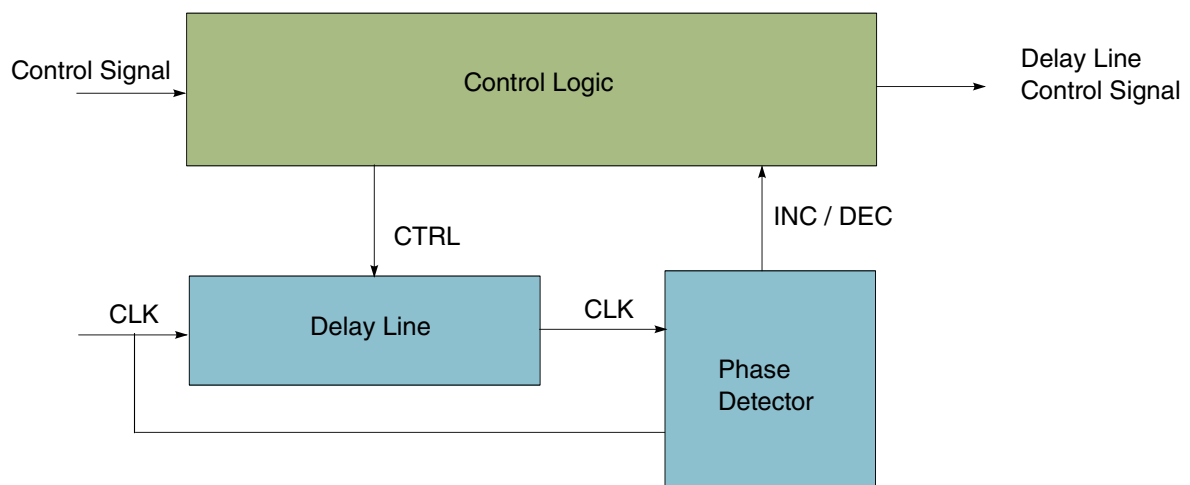 Control Signal
Control Logic
Delay Line
Control Signal
CTRL
INC / DEC
CLK
Delay Line
CLK
Phase
Detector